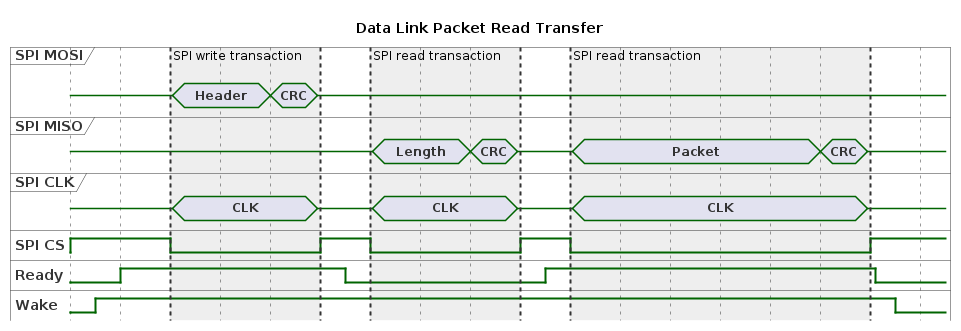 Data Link Packet Read Transfer
SPI MOSI
SPI write transaction
SPI read transaction
SPI read transaction
Header
CRC
SPI MISO
Length
CRC
Packet
CRC
SPI CLK
CLK
CLK
CLK
SPI CS
Ready
Wake